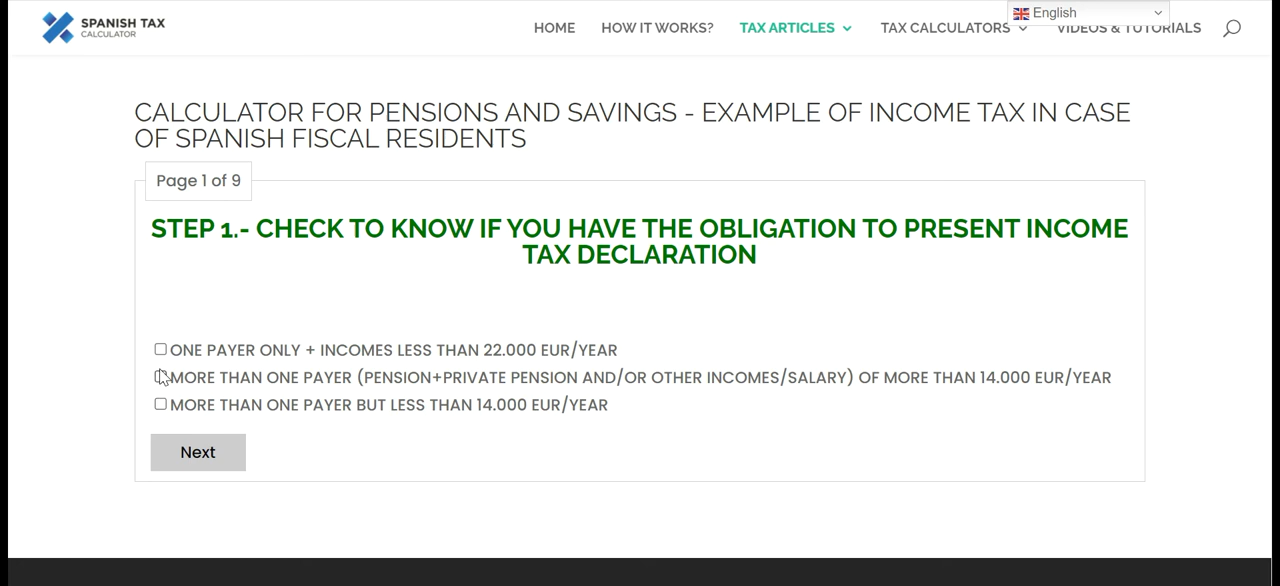 SPANISH TAX
CALCULATOR
HOME HOW IT WORKS? TAX ARTICLES TAX CALCULATORS VIDEOS & TUTORIALS
English
CALCULATOR FOR PENSIONS AND SAVINGS - EXAMPLE OF INCOME TAX IN CASE
OF SPANISH FISCAL RESIDENTS
Page 1 of 9
STEP 1.- CHECK TO KNOW IF YOU HAVE THE OBLIGATION TO PRESENT INCOME
TAX DECLARATION
ONE PAYER ONLY + INCOMES LESS THAN 22.000 EUR/YEAR
MORE THAN ONE PAYER (PENSION+PRIVATE PENSION AND/OR OTHER INCOMES/SALARY) OF MORE THAN 14.000 EUR/YEAR
MORE THAN ONE PAYER BUT LESS THAN 14.000 EUR/YEAR
Next